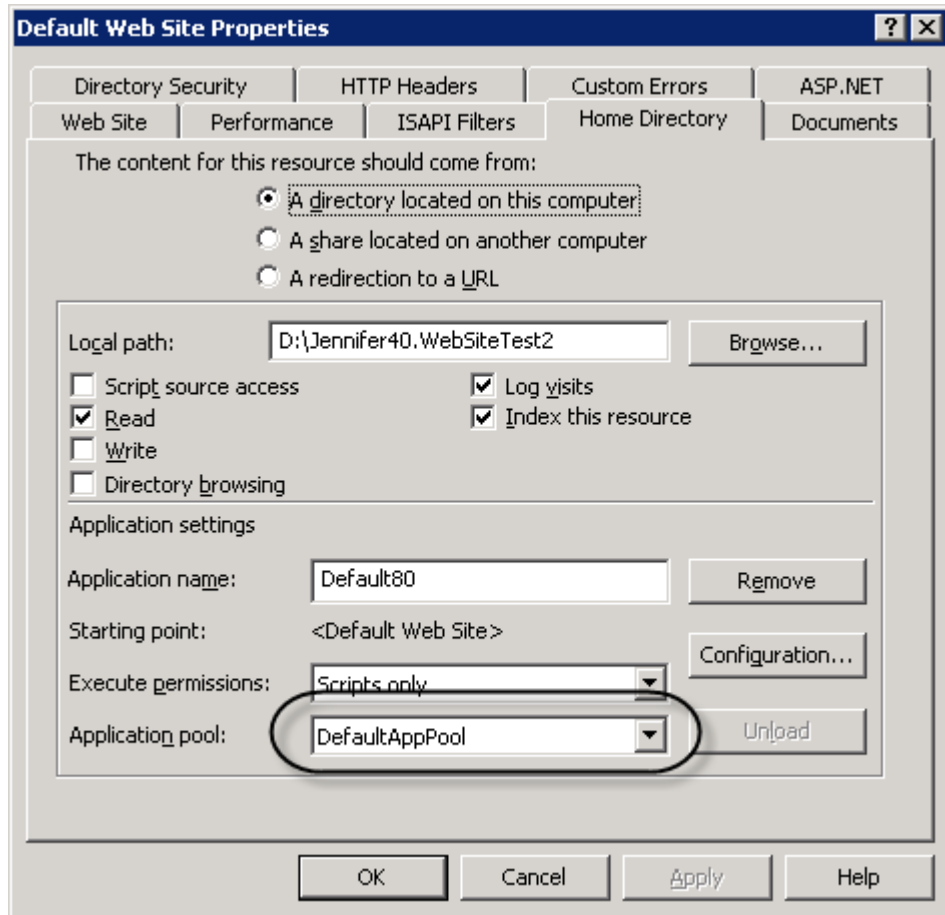 Default Web Site Properties
Directory Security HTTP Headers Custom Errors ASP.NET
Web Site Performance ISAPI Filters Home Directory Documents
The content for this resource should come from:
A directory located on this computer
A share located on another computer
A redirection to a URL
Local path: D:\Jennifer40.WebSiteTest2 Browse...
Script source access Log visits
Read Index this resource
Write
Directory browsing
Application settings
Application name: Default80 Remove
Starting point: <Default Web Site>
Configuration...
Execute permissions: Scripts only
Application pool: DefaultAppPool Unload
OK Cancel Apply Help